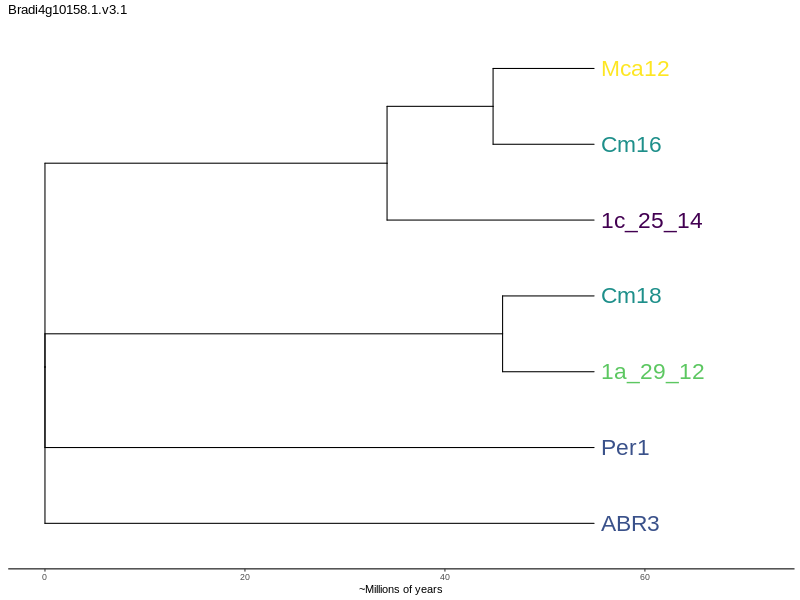 Bradi4g10158.1.v3.1
Mca12
Cm16
1c_25_14
Cm18
1a_29_12
Per1
ABR3
0 20 40 60
~Millions of years